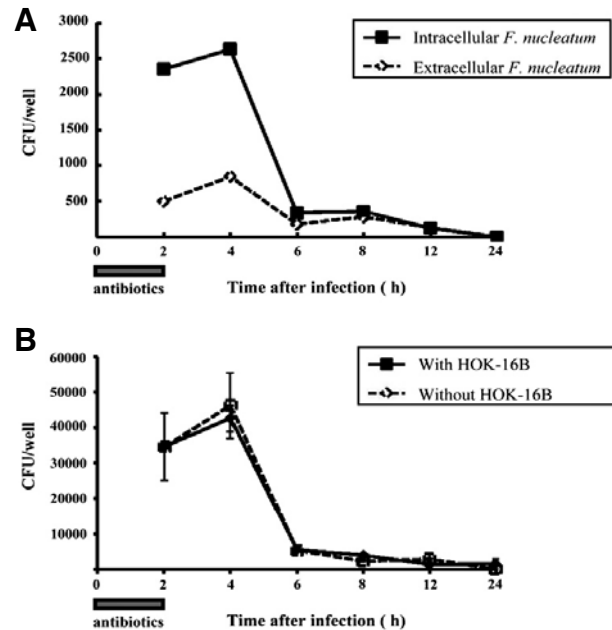 A
3000
2500
2000
1500
1000
500
CFU/well
Intracellular F. nucleatum
Extracellular F. nucleatum
0 2 4 6 8 12 24
antibiotics
Time after infection ( h)
B
60000
50000
40000
30000
20000
10000
CFU/well
With HOK-16B
Without HOK-16B
0 2 4 6 8 12 24
antibiotics
Time after infection ( h)